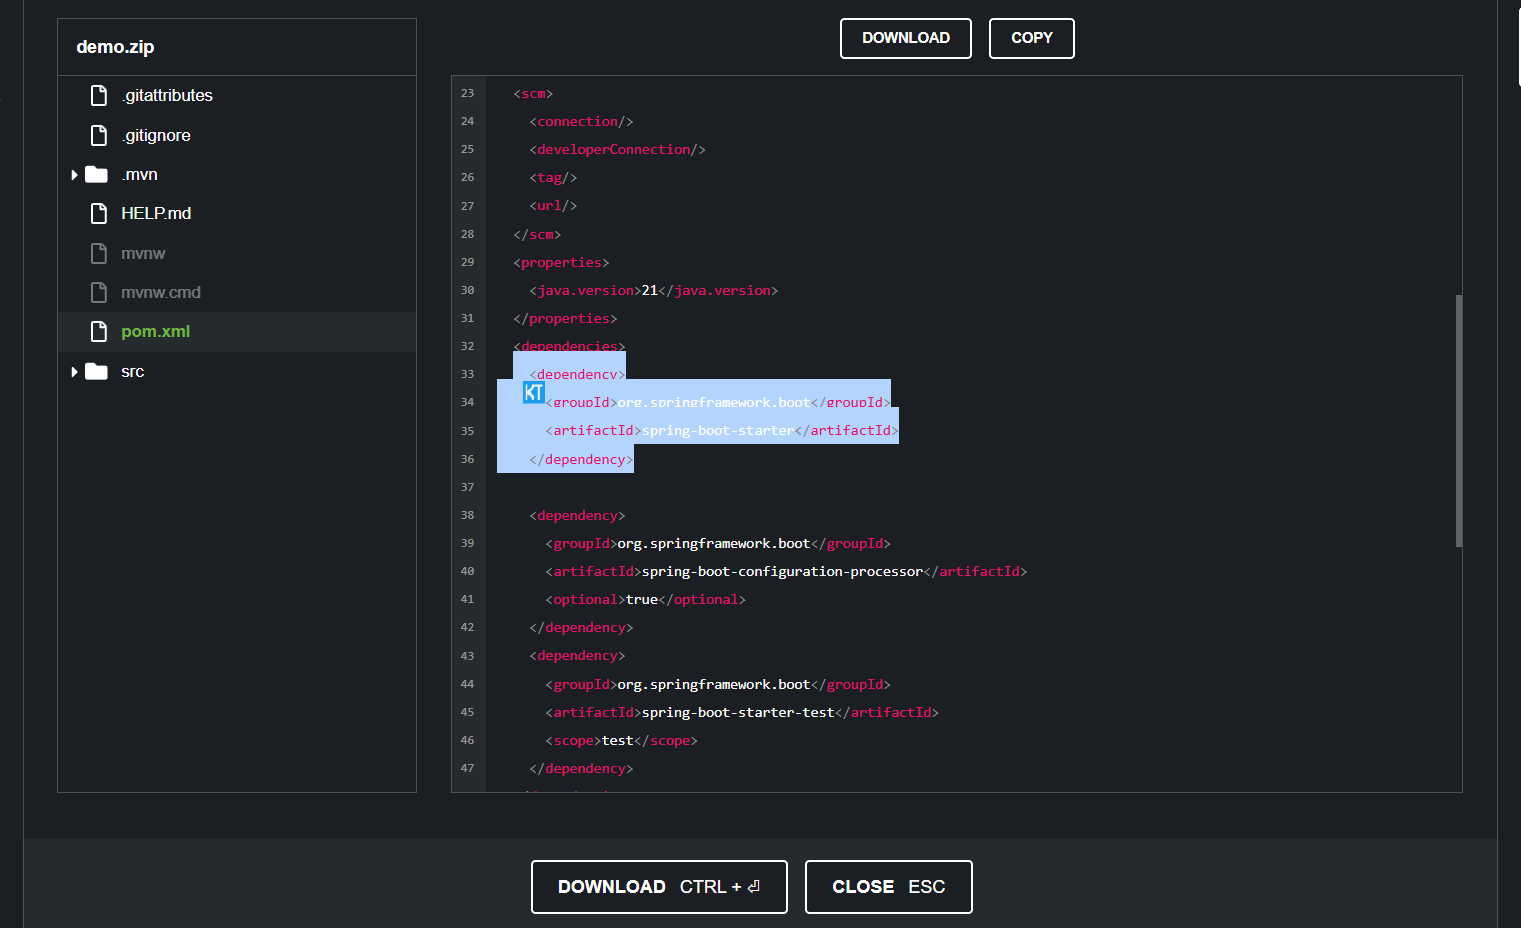 demo.zip
.gitattributes
.gitignore
.mvn
HELP.md
mvnw
mvnw.cmd
pom.xml
src
DOWNLOAD COPY
23 <scm>
24 <connection/>
25 <developerConnection/>
26 <tag/>
27 <url/>
28 </scm>
29 <properties>
30 <java.version>21</java.version>
31 </properties>
32 <dependencies>
33 <dependency>
34 <groupId>org.springframework.boot</groupId>
35 <artifactId>spring-boot-starter</artifactId>
36 </dependency>
37
38 <dependency>
39 <groupId>org.springframework.boot</groupId>
40 <artifactId>spring-boot-configuration-processor</artifactId>
41 <optional>true</optional>
42 </dependency>
43 <dependency>
44 <groupId>org.springframework.boot</groupId>
45 <artifactId>spring-boot-starter-test</artifactId>
46 <scope>test</scope>
47 </dependency>
KT
DOWNLOAD CTRL + ⏎ CLOSE ESC